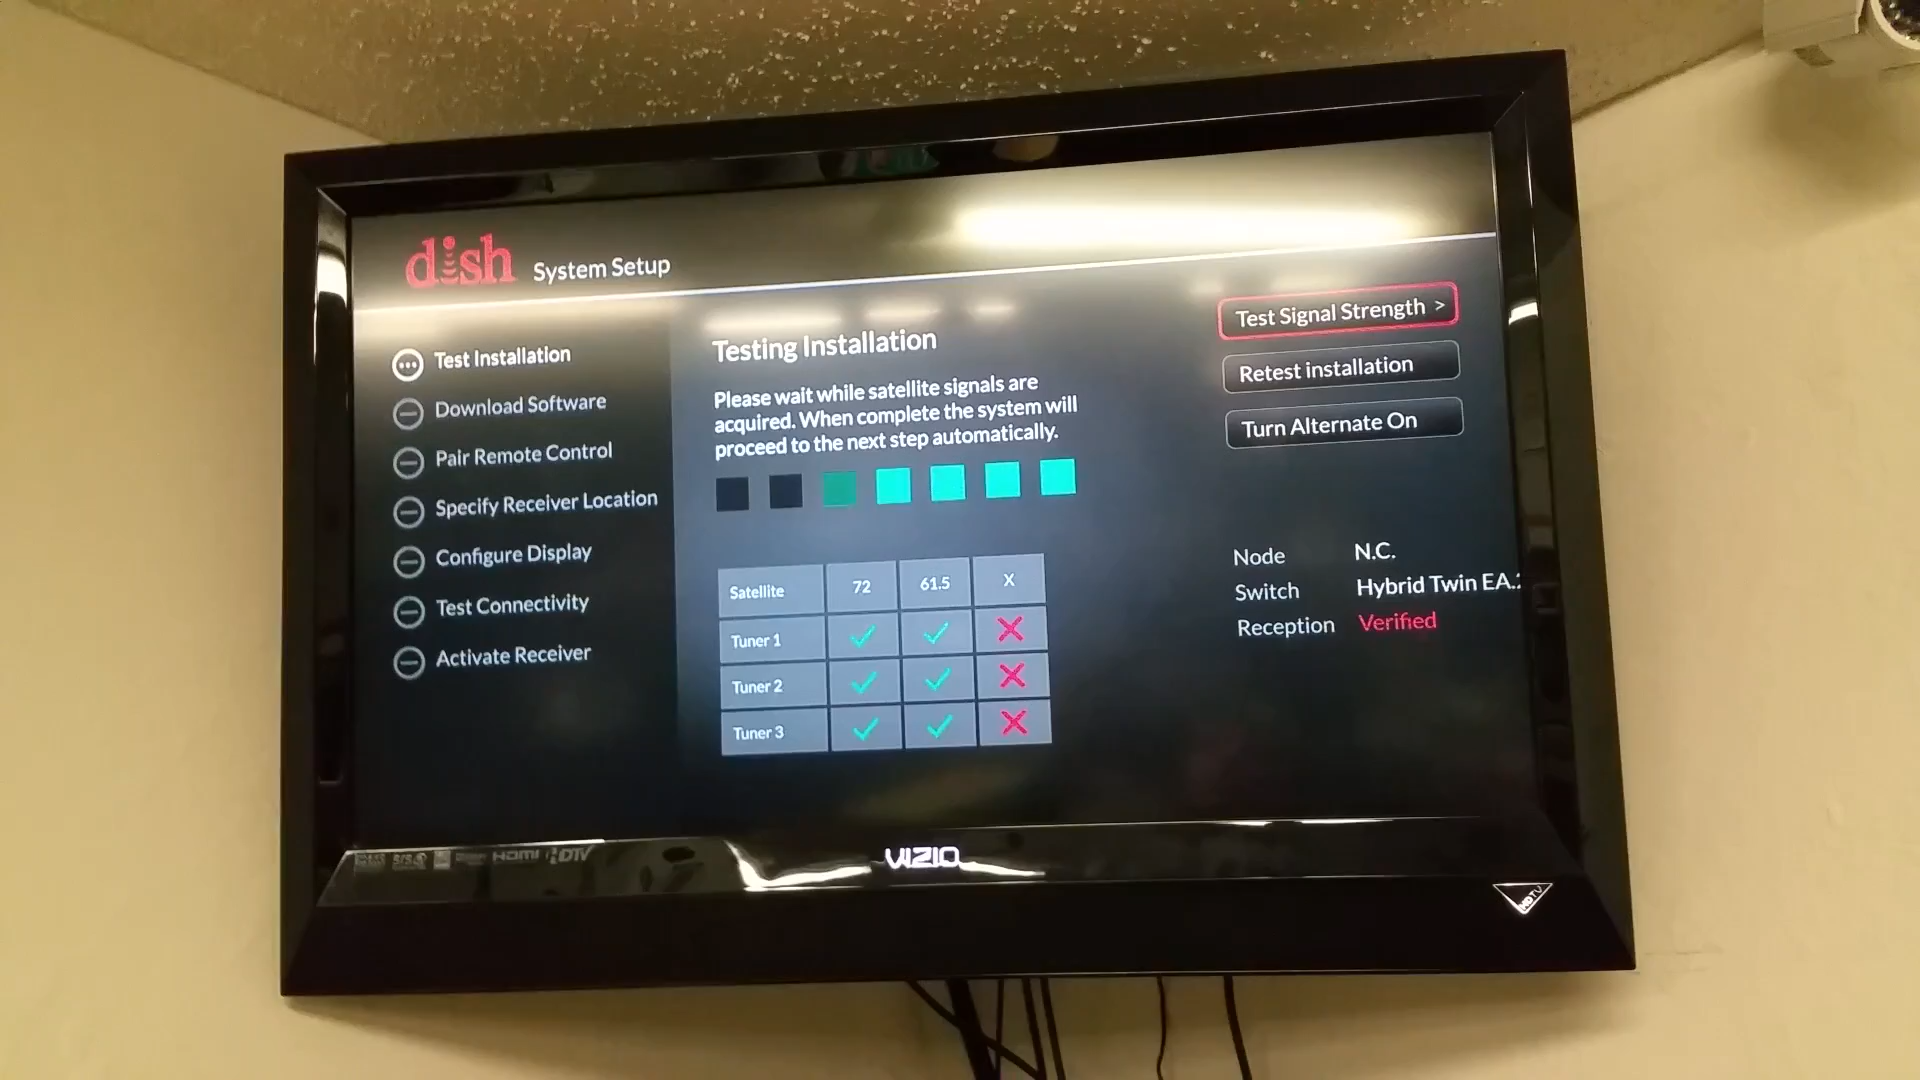 dish System Setup
Test Installation
Download Software
Pair Remote Control
Specify Receiver Location
Configure Display
Test Connectivity
Activate Receiver
Testing Installation
Please wait while satellite signals are
acquired. When complete the system will
proceed to the next step automatically.
Satellite 72 61.5 X
Tuner 1
Tuner 2
Tuner 3
Test Signal Strength >
Retest installation
Turn Alternate On
Node N.C.
Switch Hybrid Twin EA.
Reception Verified
HDMI HDTV
VIZIO
HDTV